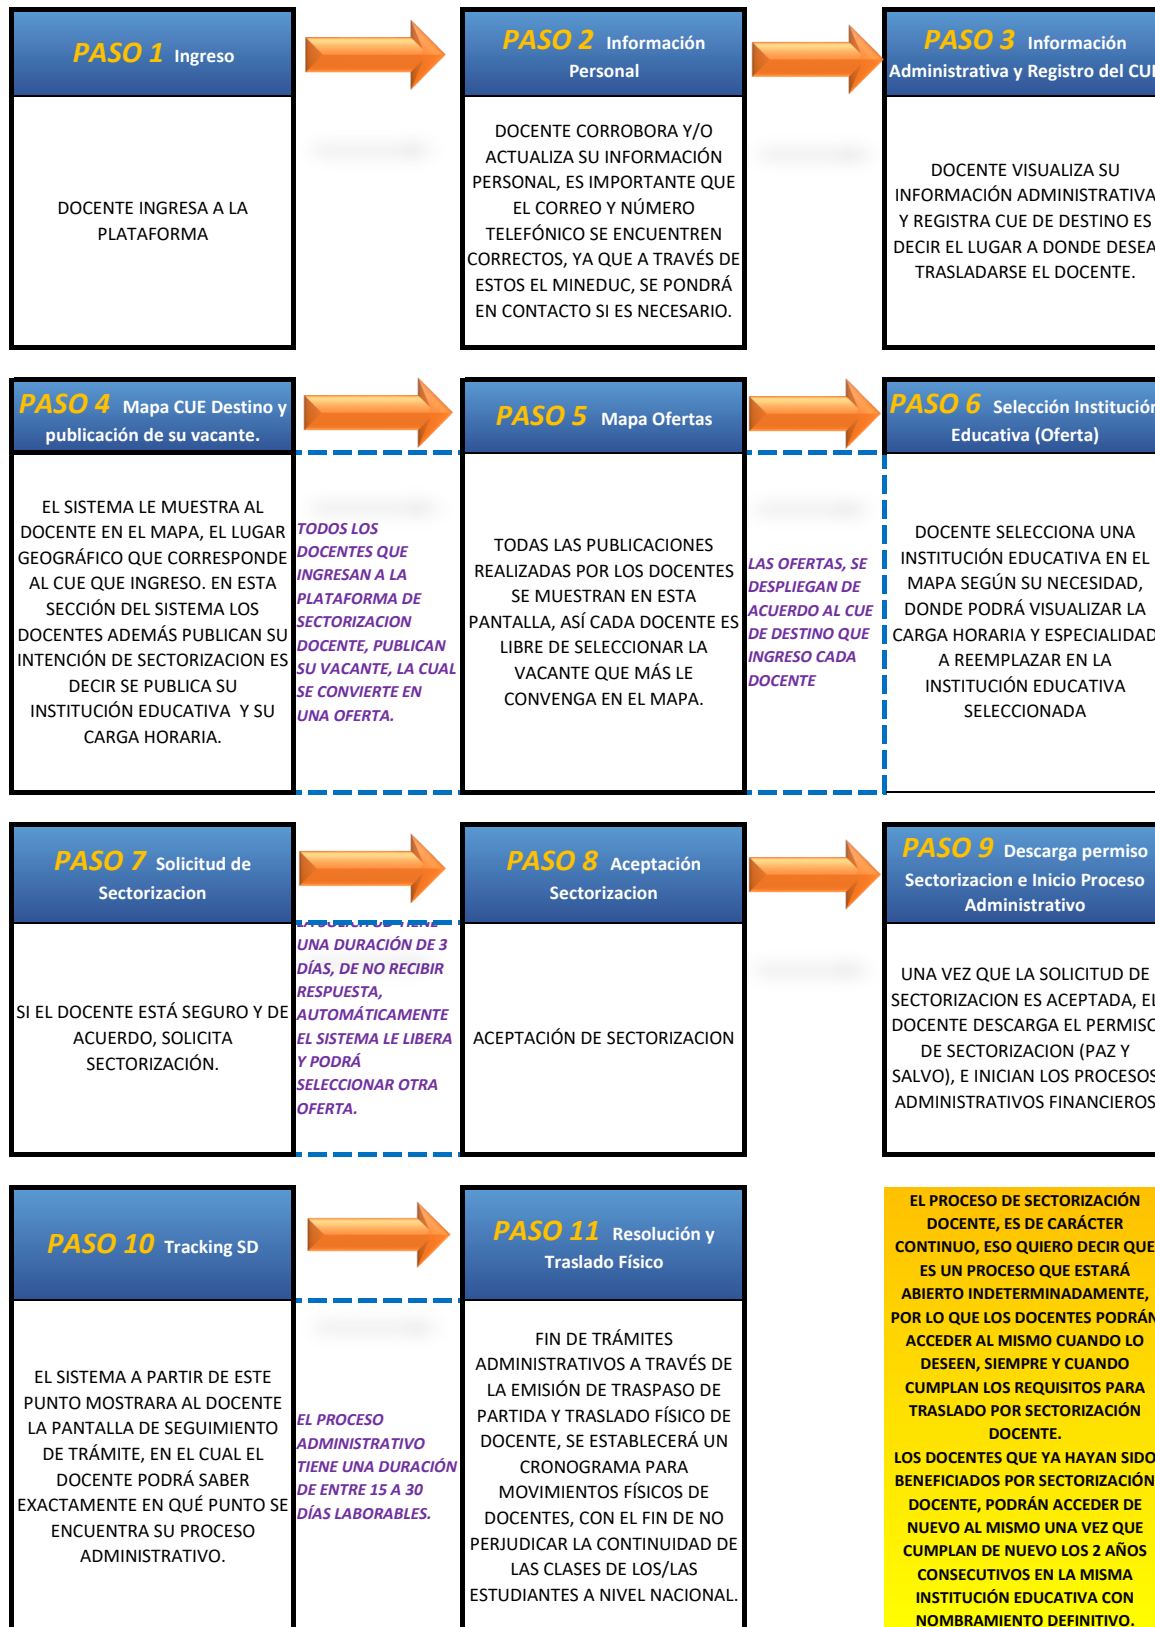 PASO 1 Ingreso
DOCENTE INGRESA A LA
PLATAFORMA
PASO 2 Información
Personal
DOCENTE CORROBORA Y/O
ACTUALIZA SU INFORMACIÓN
PERSONAL, ES IMPORTANTE QUE
EL CORREO Y NÚMERO
TELEFÓNICO SE ENCUENTREN
CORRECTOS, YA QUE A TRAVÉS DE
ESTOS EL MINEDUC, SE PONDRÁ
EN CONTACTO SI ES NECESARIO.
PASO 3 Información
Administrativa y Registro del CUE
DOCENTE VISUALIZA SU
INFORMACIÓN ADMINISTRATIVA
Y REGISTRA CUE DE DESTINO ES
DECIR EL LUGAR A DONDE DESEA
TRASLADARSE EL DOCENTE.
PASO 4 Mapa CUE Destino y
publicación de su vacante.
EL SISTEMA LE MUESTRA AL
DOCENTE EN EL MAPA, EL LUGAR
GEOGRÁFICO QUE CORRESPONDE
AL CUE QUE INGRESO. EN ESTA
SECCIÓN DEL SISTEMA LOS
DOCENTES ADEMÁS PUBLICAN SU
INTENCIÓN DE SECTORIZACION ES
DECIR SE PUBLICA SU
INSTITUCIÓN EDUCATIVA Y SU
CARGA HORARIA.
TODOS LOS
DOCENTES QUE
INGRESAN A LA
PLATAFORMA DE
SECTORIZACION
DOCENTE, PUBLICAN
SU VACANTE, LA CUAL
SE CONVIERTE EN
UNA OFERTA.
PASO 5 Mapa Ofertas
TODAS LAS PUBLICACIONES
REALIZADAS POR LOS DOCENTES
SE MUESTRAN EN ESTA
PANTALLA, ASÍ CADA DOCENTE ES
LIBRE DE SELECCIONAR LA
VACANTE QUE MÁS LE
CONVENGA EN EL MAPA.
LAS OFERTAS, SE
DESPLIEGAN DE
ACUERDO AL CUE
DE DESTINO QUE
INGRESO CADA
DOCENTE
PASO 6 Selección Institución
Educativa (Oferta)
DOCENTE SELECCIONA UNA
INSTITUCIÓN EDUCATIVA EN EL
MAPA SEGÚN SU NECESIDAD,
DONDE PODRÁ VISUALIZAR LA
CARGA HORARIA Y ESPECIALIDAD
A REEMPLAZAR EN LA
INSTITUCIÓN EDUCATIVA
SELECCIONADA
PASO 7 Solicitud de
Sectorizacion
SI EL DOCENTE ESTÁ SEGURO Y DE
ACUERDO, SOLICITA
SECTORIZACIÓN.
LA SOLICITUD TIENE
UNA DURACIÓN DE 3
DÍAS, DE NO RECIBIR
RESPUESTA,
AUTOMÁTICAMENTE
EL SISTEMA LE LIBERA
Y PODRÁ
SELECCIONAR OTRA
OFERTA.
PASO 8 Aceptación
Sectorizacion
ACEPTACIÓN DE SECTORIZACION
PASO 9 Descarga permiso
Sectorizacion e Inicio Proceso
Administrativo
UNA VEZ QUE LA SOLICITUD DE
SECTORIZACION ES ACEPTADA, EL
DOCENTE DESCARGA EL PERMISO
DE SECTORIZACION (PAZ Y
SALVO), E INICIAN LOS PROCESOS
ADMINISTRATIVOS FINANCIEROS
PASO 10 Tracking SD
EL SISTEMA A PARTIR DE ESTE
PUNTO MOSTRARA AL DOCENTE
LA PANTALLA DE SEGUIMIENTO
DE TRÁMITE, EN EL CUAL EL
DOCENTE PODRÁ SABER
EXACTAMENTE EN QUÉ PUNTO SE
ENCUENTRA SU PROCESO
ADMINISTRATIVO.
EL PROCESO
ADMINISTRATIVO
TIENE UNA DURACIÓN
DE ENTRE 15 A 30
DÍAS LABORABLES.
PASO 11 Resolución y
Traslado Físico
FIN DE TRÁMITES
ADMINISTRATIVOS A TRAVÉS DE
LA EMISIÓN DE TRASPASO DE
PARTIDA Y TRASLADO FÍSICO DE
DOCENTE, SE ESTABLECERÁ UN
CRONOGRAMA PARA
MOVIMIENTOS FÍSICOS DE
DOCENTES, CON EL FIN DE NO
PERJUDICAR LA CONTINUIDAD DE
LAS CLASES DE LOS/LAS
ESTUDIANTES A NIVEL NACIONAL.
EL PROCESO DE SECTORIZACIÓN
DOCENTE, ES DE CARÁCTER
CONTINUO, ESO QUIERO DECIR QUE
ES UN PROCESO QUE ESTARÁ
ABIERTO INDETERMINADAMENTE,
POR LO QUE LOS DOCENTES PODRÁN
ACCEDER AL MISMO CUANDO LO
DESEEN, SIEMPRE Y CUANDO
CUMPLAN LOS REQUISITOS PARA
TRASLADO POR SECTORIZACIÓN
DOCENTE.
LOS DOCENTES QUE YA HAYAN SIDO
BENEFICIADOS POR SECTORIZACIÓN
DOCENTE, PODRÁN ACCEDER DE
NUEVO AL MISMO UNA VEZ QUE
CUMPLAN DE NUEVO LOS 2 AÑOS
CONSECUTIVOS EN LA MISMA
INSTITUCIÓN EDUCATIVA CON
NOMBRAMIENTO DEFINITIVO.